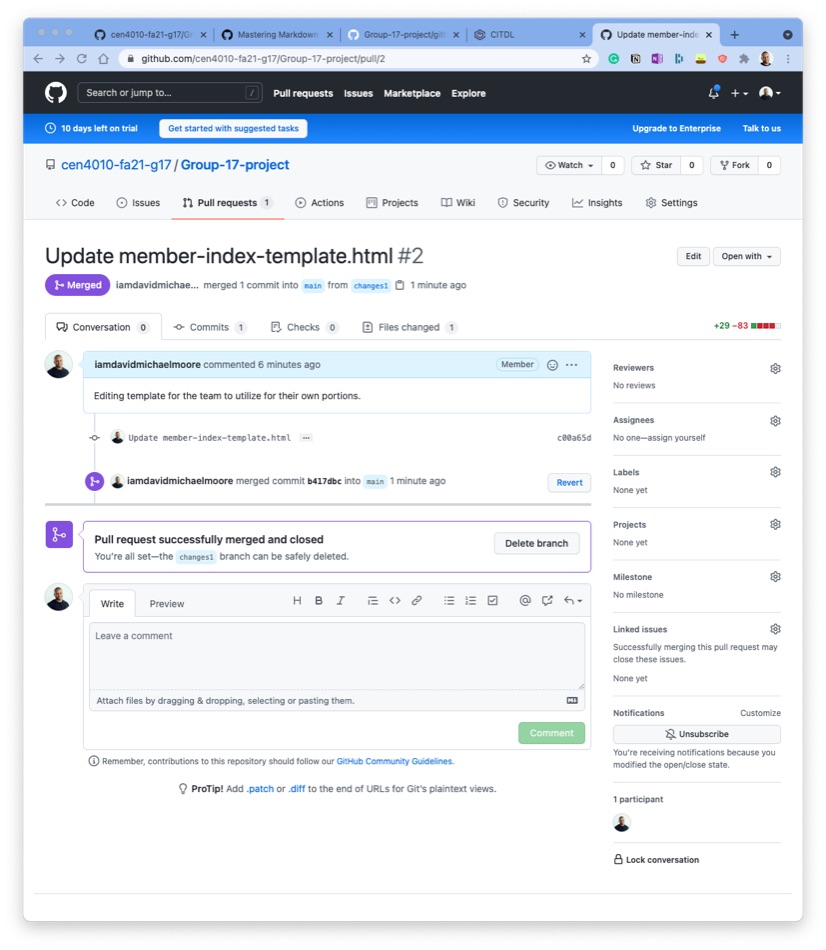 cen4010-fa21-g17/Gr
Mastering Markdown
Group-17-project/git
CITDL
Update member-inde
github.com/cen4010-fa21-g17/Group-17-project/pull/2
Search or jump to...
/
Pull requests
Issues
Marketplace
Explore
10 days left on trial
Get started with suggested tasks
Upgrade to Enterprise
Talk to us
cen4010-fa21-g17 / Group-17-project
Watch
0
Star
0
Fork
0
Code
Issues
Pull requests 1
Actions
Projects
Wiki
Security
Insights
Settings
Update member-index-template.html #2
Edit
Open with
Merged
iamdavidmichae... merged 1 commit into main from changes1 1 minute ago
Conversation 0
Commits 1
Checks 0
Files changed 1
+29 −83
iamdavidmichaelmoore commented 6 minutes ago
Member
Editing template for the team to utilize for their own portions.
Update member-index-template.html
c00a65d
iamdavidmichaelmoore merged commit b417dbc into main 1 minute ago
Revert
Pull request successfully merged and closed
You're all set—the changes1 branch can be safely deleted.
Delete branch
Write
Preview
H B I
Leave a comment
Attach files by dragging & dropping, selecting or pasting them.
Comment
Remember, contributions to this repository should follow our GitHub Community Guidelines.
ProTip! Add .patch or .diff to the end of URLs for Git's plaintext views.
Reviewers
No reviews
Assignees
No one—assign yourself
Labels
None yet
Projects
None yet
Milestone
No milestone
Linked issues
Successfully merging this pull request may
close these issues.
None yet
Notifications
Customize
Unsubscribe
You're receiving notifications because you
modified the open/close state.
1 participant
Lock conversation